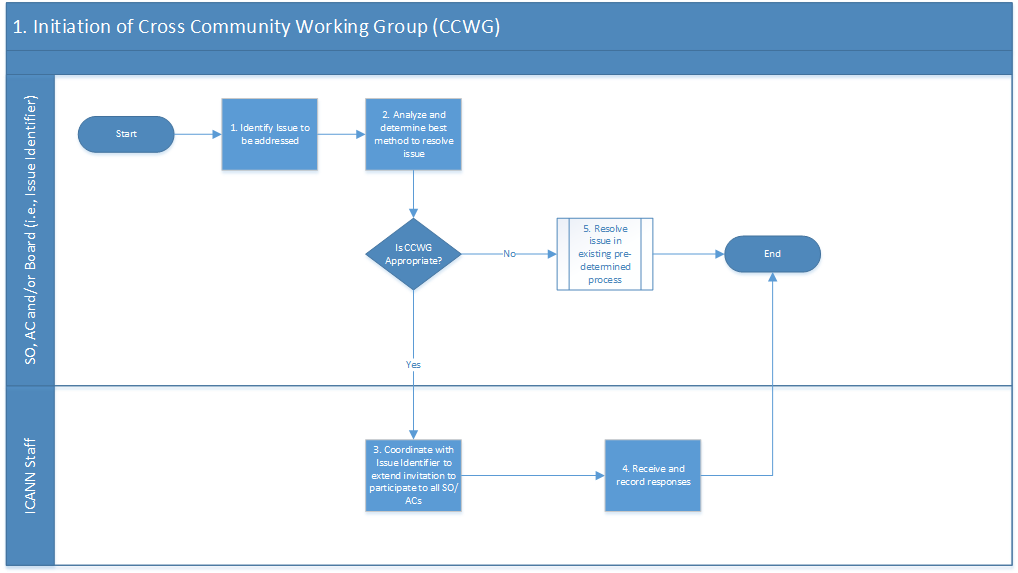 1. Initiation of Cross Community Working Group (CCWG)
SO, AC and/or Board (i.e., Issue Identifier)
Start
1. Identify Issue to
be addressed
2. Analyze and
determine best
method to resolve
issue
Is CCWG
Appropriate?
No
5. Resolve
issue in
existing pre-
determined
process
End
Yes
ICANN Staff
3. Coordinate with
Issue Identifier to
extend invitation to
participate to all SO/
ACs
4. Receive and
record responses